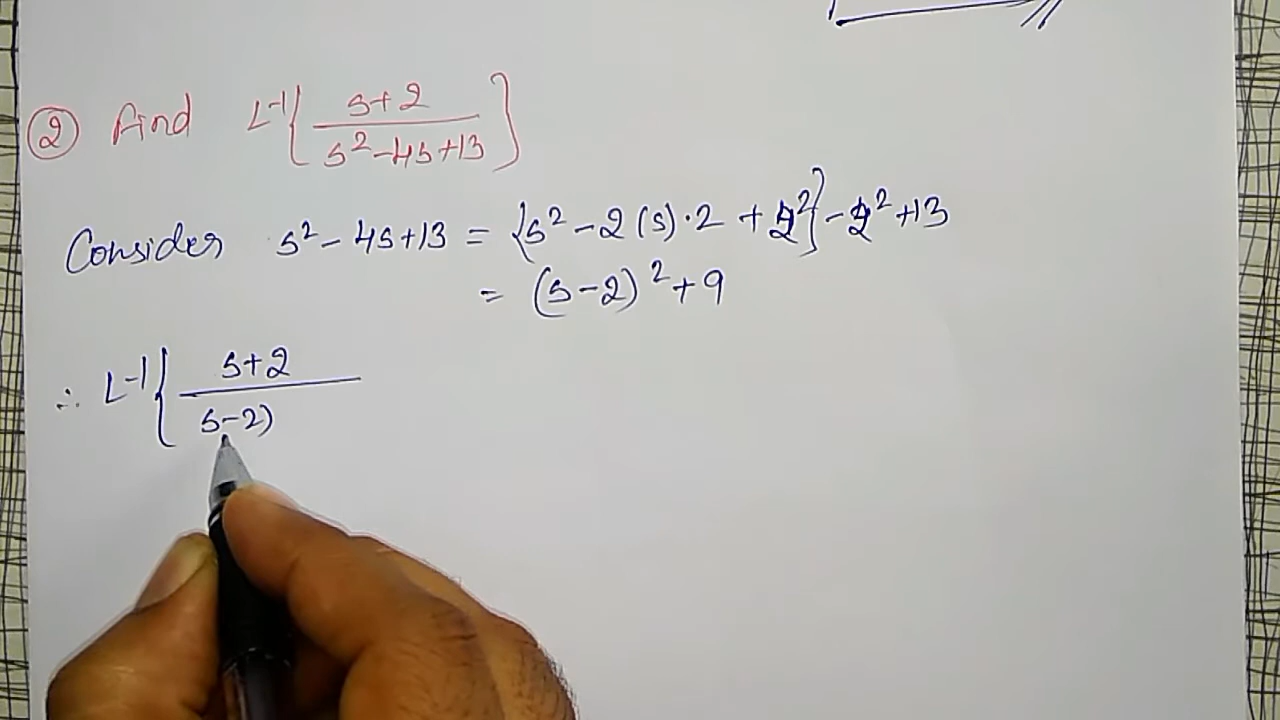 ② Find L⁻¹{ (s+2)/(s²-4s+13) }
Consider s²-4s+13 = {s²-2(s)·2+2²}-2²+13
= (s-2)²+9
∴ L⁻¹{ s+2 / s-2)